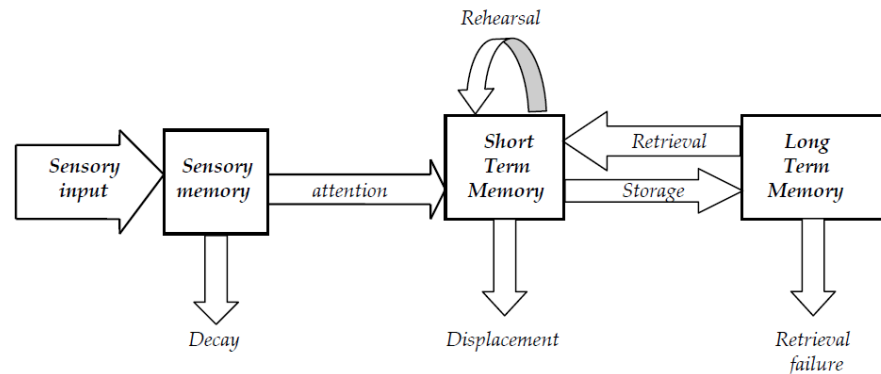 Rehearsal
Sensory
input
Sensory
memory
attention
Short
Term
Memory
Retrieval
Storage
Long
Term
Memory
Decay
Displacement
Retrieval
failure